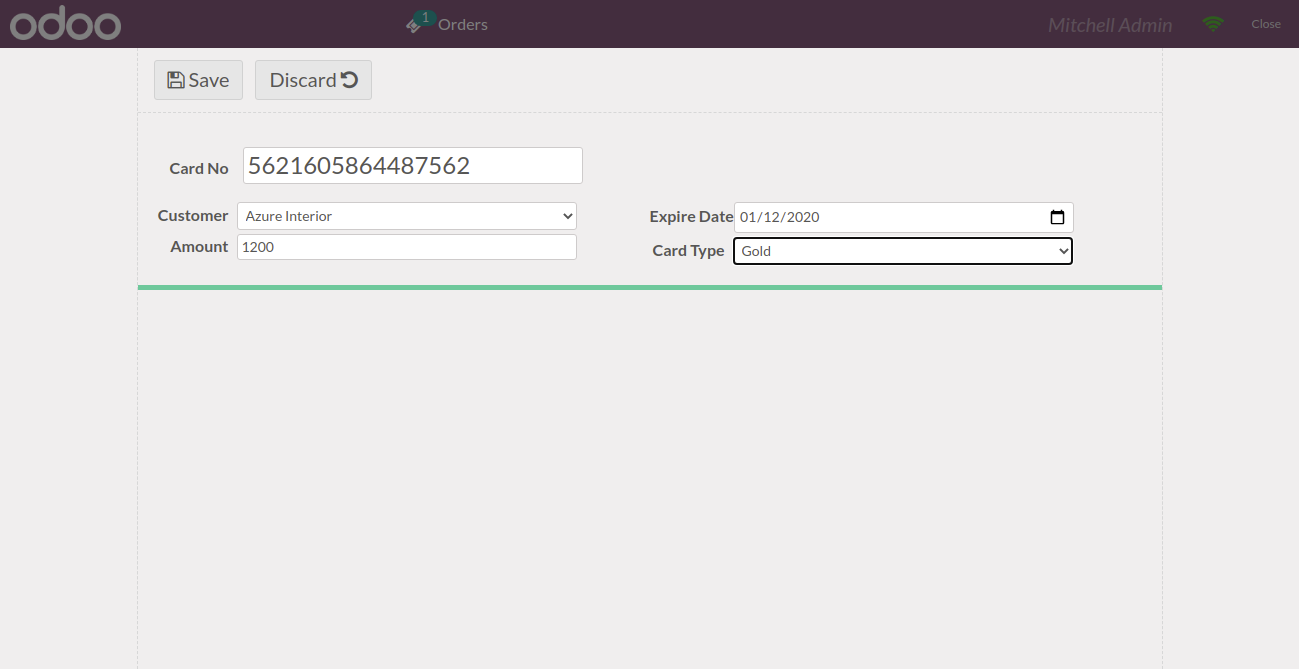 odoo
1
Orders
Mitchell Admin
Close
Save
Discard
Card No 5621605864487562
Customer Azure Interior
Expire Date 01/12/2020
Amount 1200
Card Type Gold